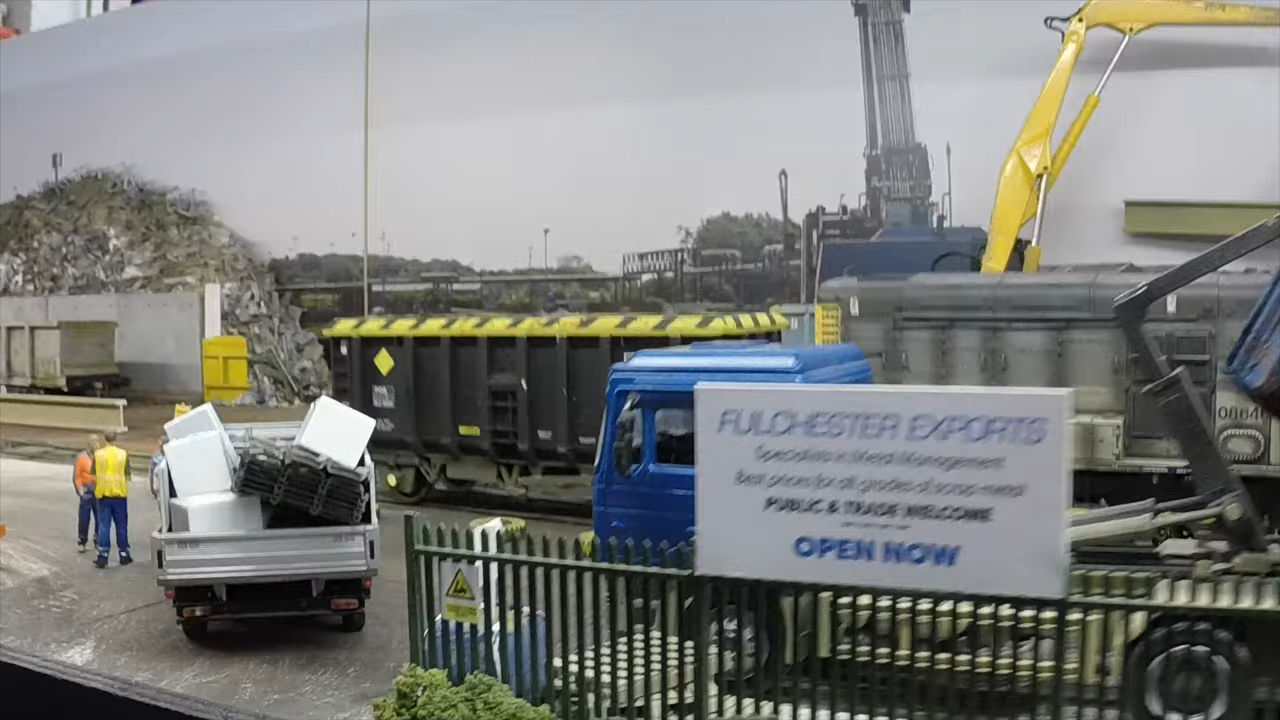 FULCHESTER EXPORTS
Specialists in Metal Management
Best prices for all grades of scrap metal
PUBLIC & TRADE WELCOME
OPEN NOW